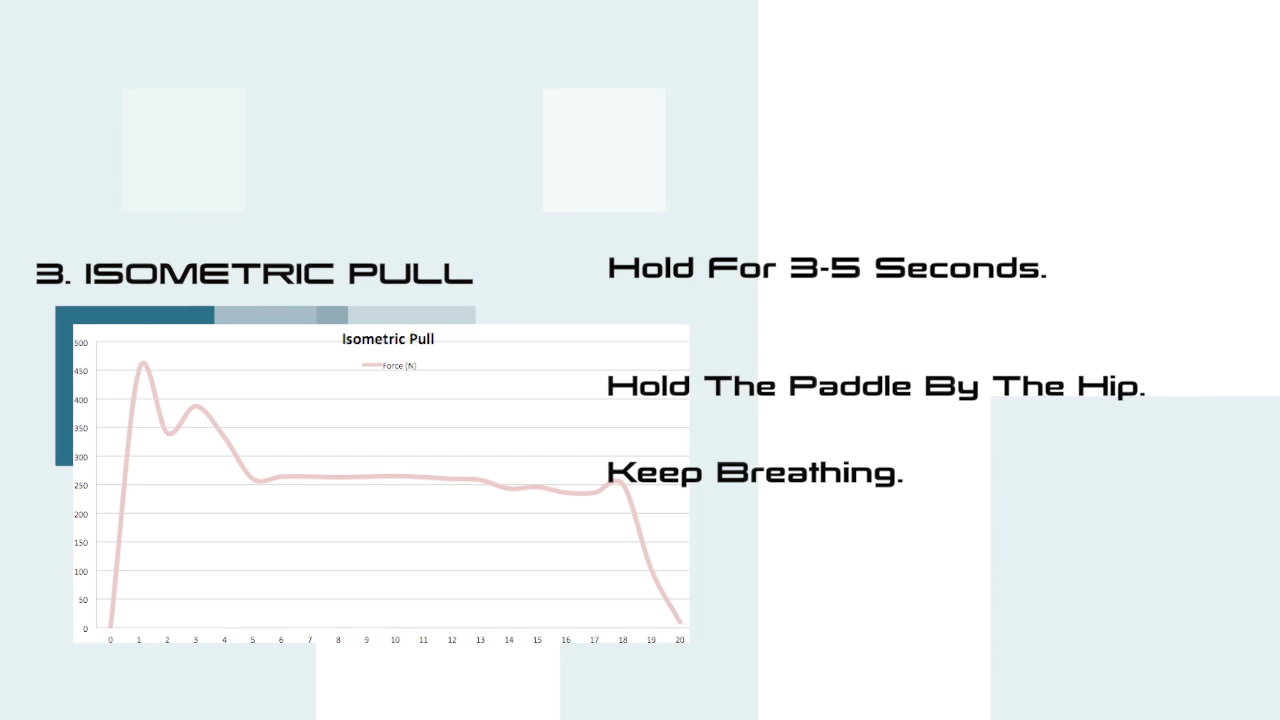 3. ISOMETRIC PULL
Hold For 3-5 Seconds.
Hold The Paddle By The Hip.
Keep Breathing.
Isometric Pull
Force (N)
500
450
400
350
300
250
200
150
100
50
0
0 1 2 3 4 5 6 7 8 9 10 11 12 13 14 15 16 17 18 19 20